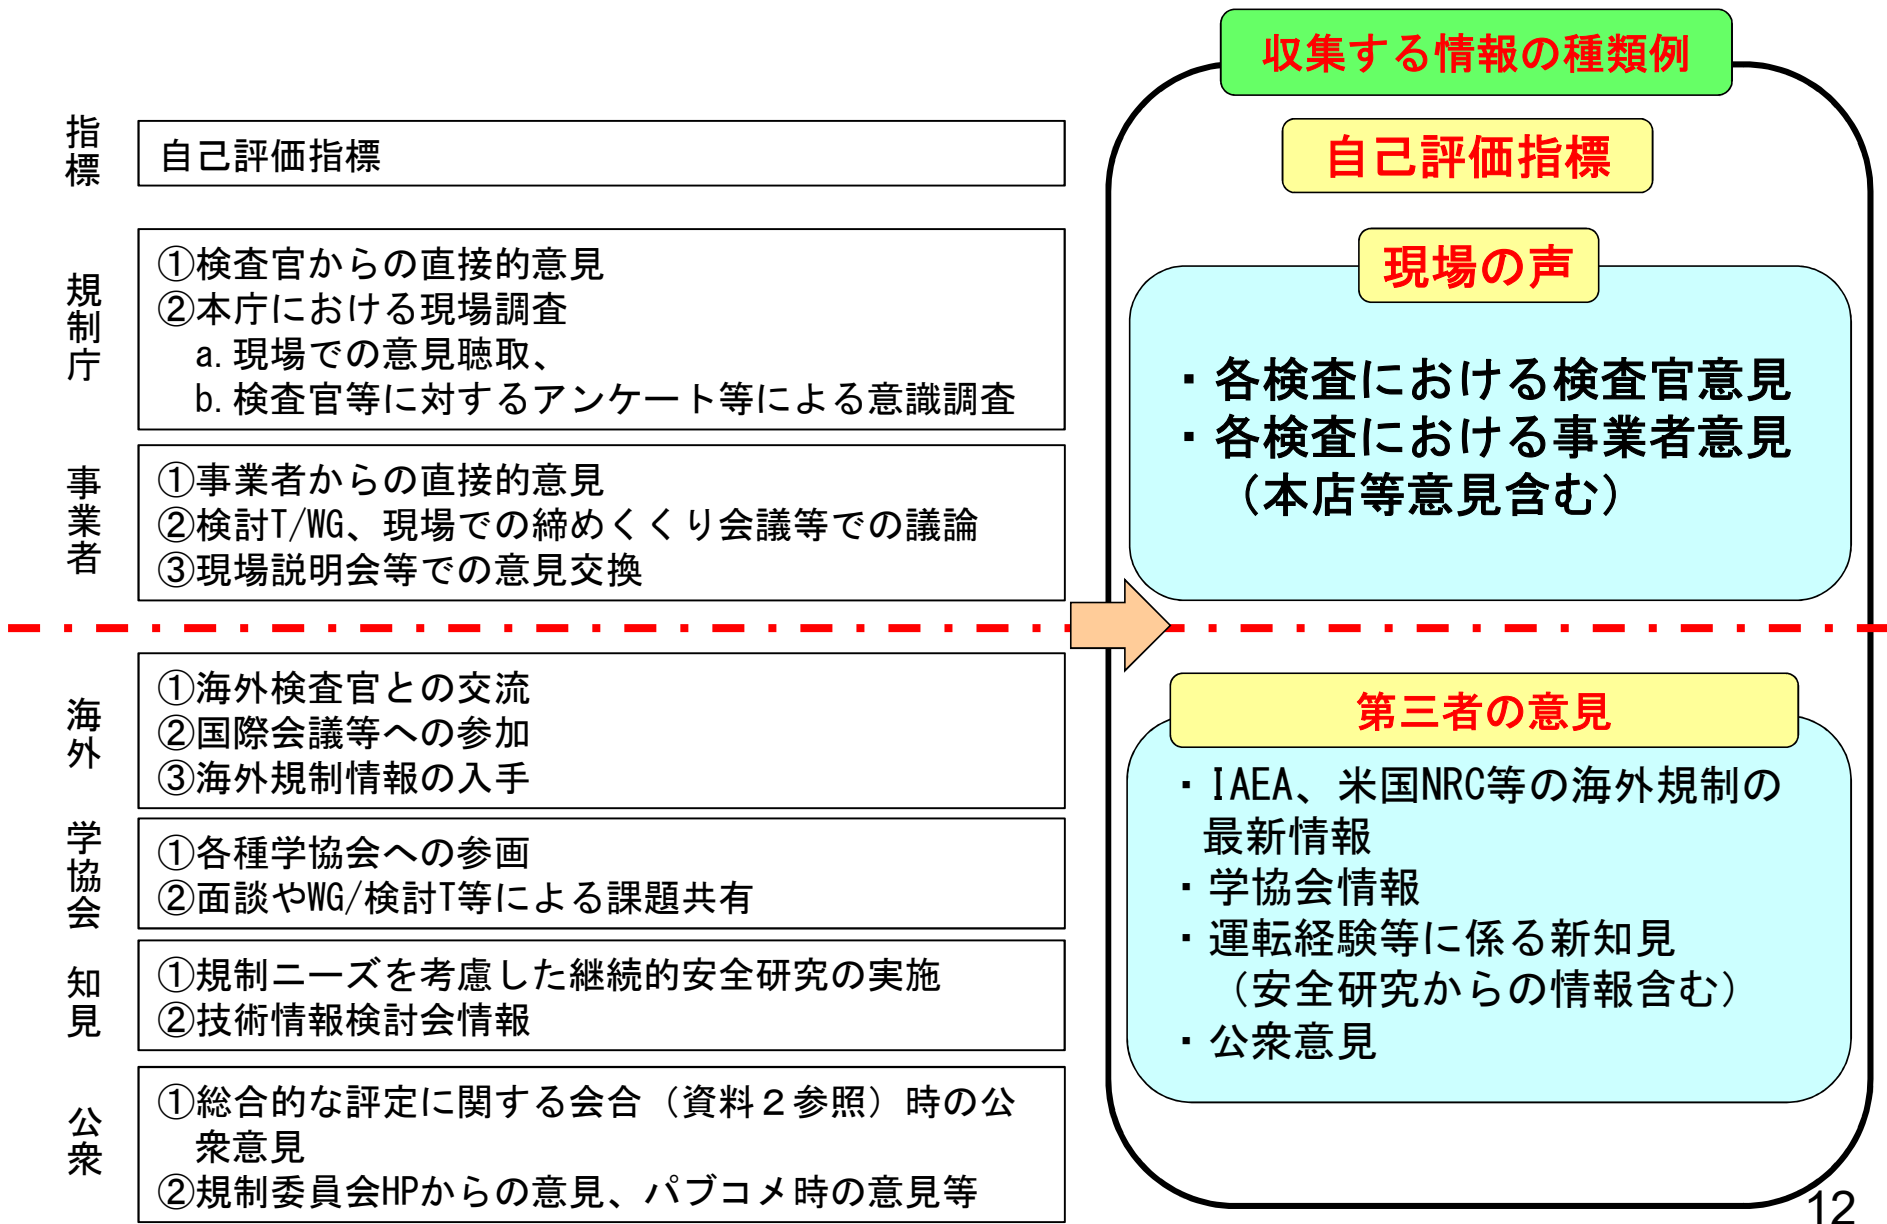 収集する情報の種類例
指標
自己評価指標
規制庁
①検査官からの直接的意見
②本庁における現場調査
a.現場での意見聴取、
b.検査官等に対するアンケート等による意識調査
事業者
①事業者からの直接的意見
②検討T/WG、現場での締めくくり会議等での議論
③現場説明会等での意見交換
海外
①海外検査官との交流
②国際会議等への参加
③海外規制情報の入手
学協会
①各種学協会への参画
②面談やWG/検討T等による課題共有
知見
①規制ニーズを考慮した継続的安全研究の実施
②技術情報検討会情報
公衆
①総合的な評定に関する会合（資料２参照）時の公
衆意見
②規制委員会HPからの意見、パブコメ時の意見等
自己評価指標
現場の声
・各検査における検査官意見
・各検査における事業者意見
（本店等意見含む）
第三者の意見
・IAEA、米国NRC等の海外規制の
最新情報
・学協会情報
・運転経験等に係る新知見
（安全研究からの情報含む）
・公衆意見
12